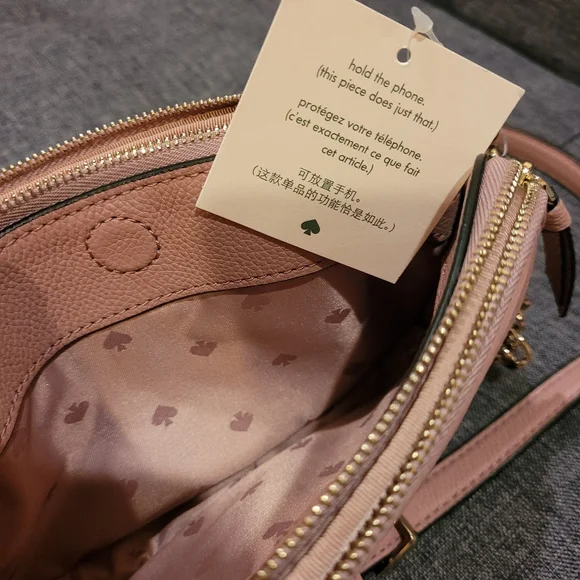 hold the phone.
(this piece does just that.)
protégez votre téléphone.
(c'est exactement ce que fait
cet article.)
可放置手机。
(这款单品的功能恰是如此。)